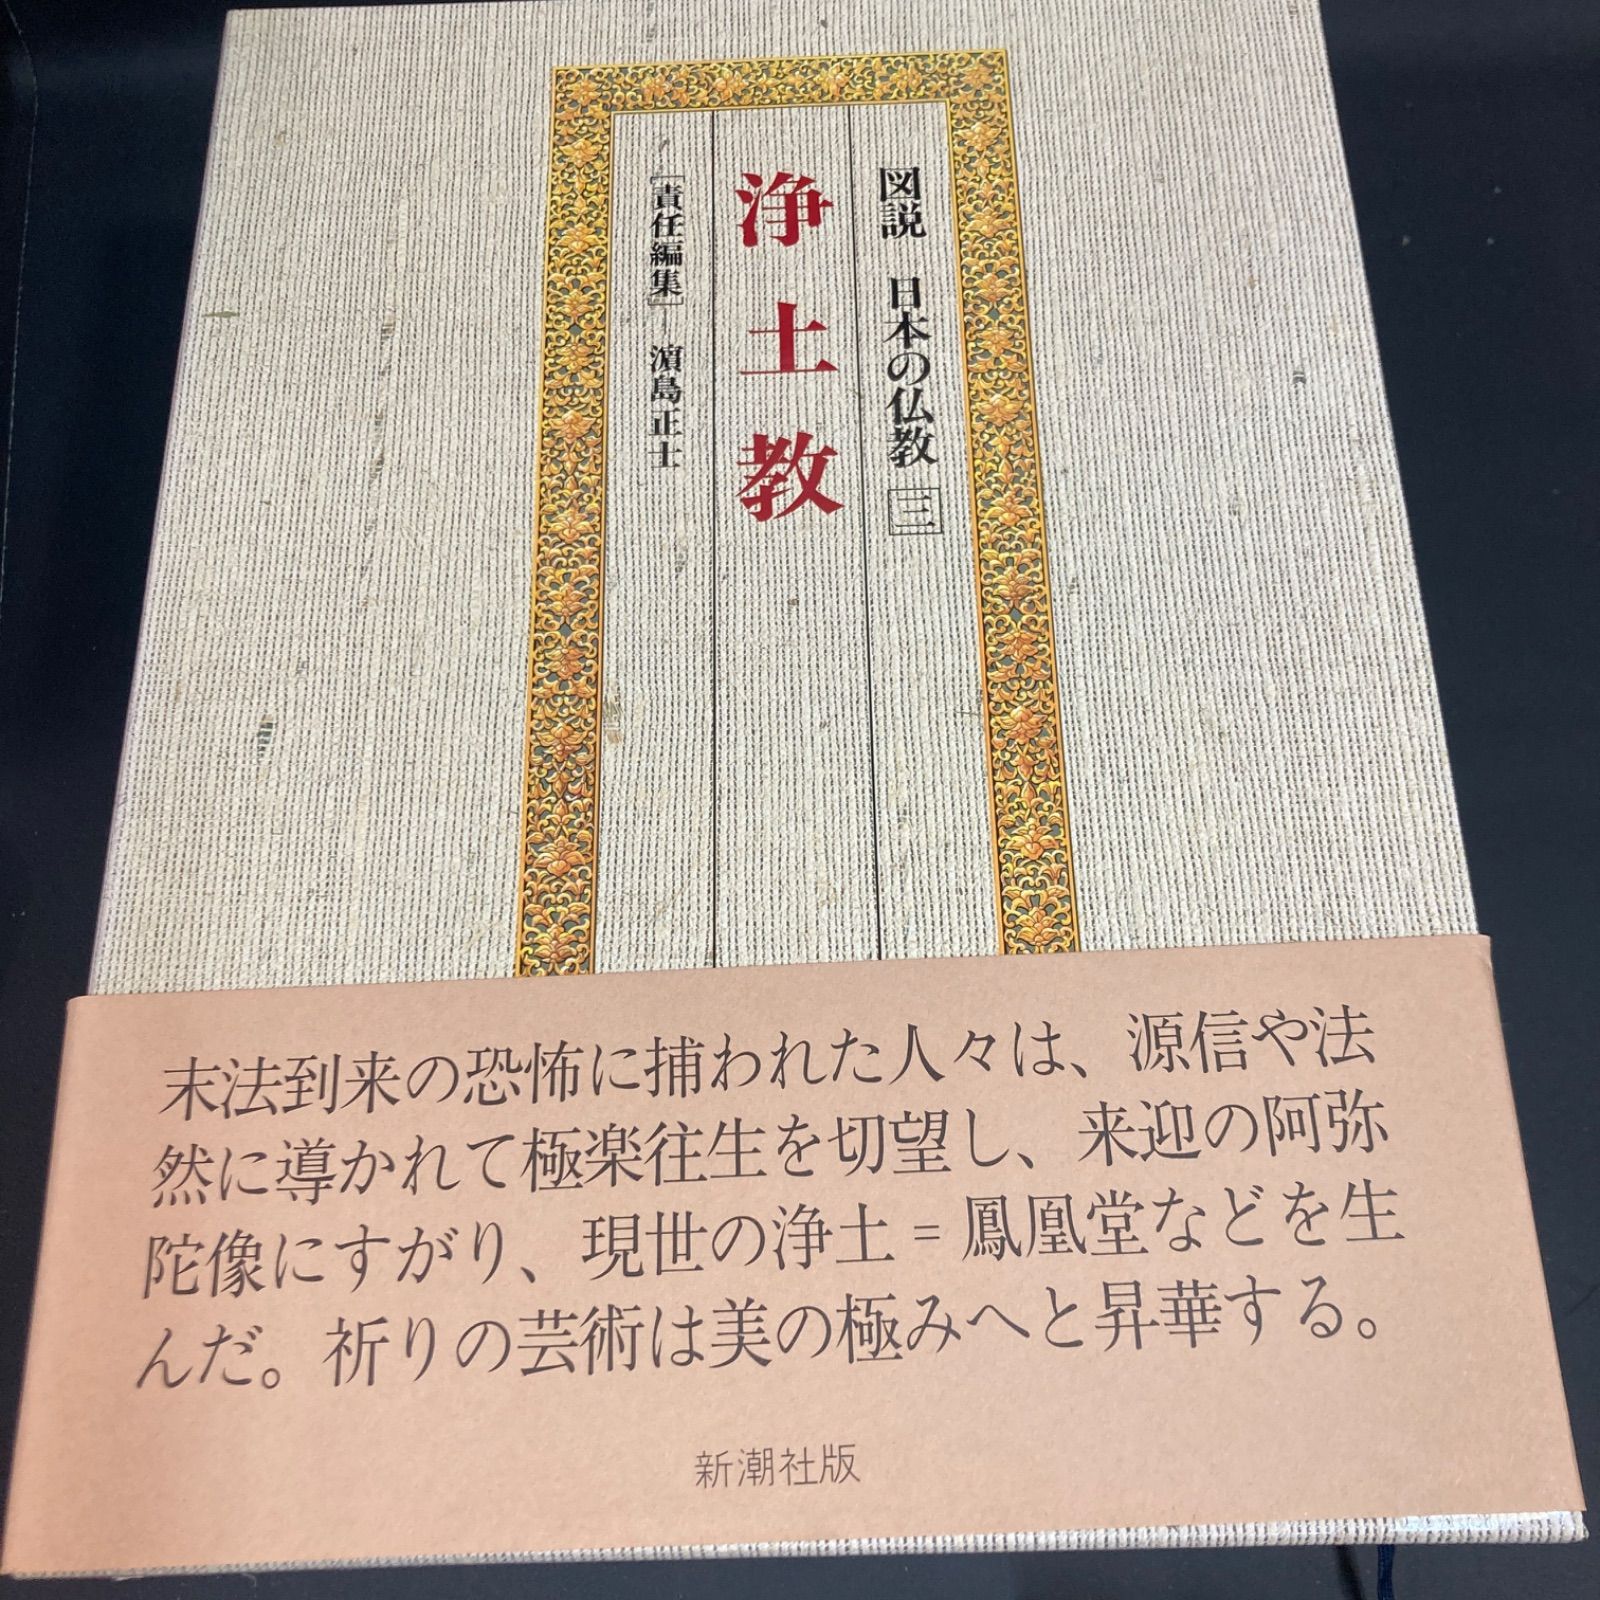 図説 日本の仏教 三
浄土教
[責任編集] 濵島正士
末法到来の恐怖に捕われた人々は、源信や法
然に導かれて極楽往生を切望し、来迎の阿弥
陀像にすがり、現世の浄土=鳳凰堂などを生
んだ。祈りの芸術は美の極みへと昇華する。
新潮社版